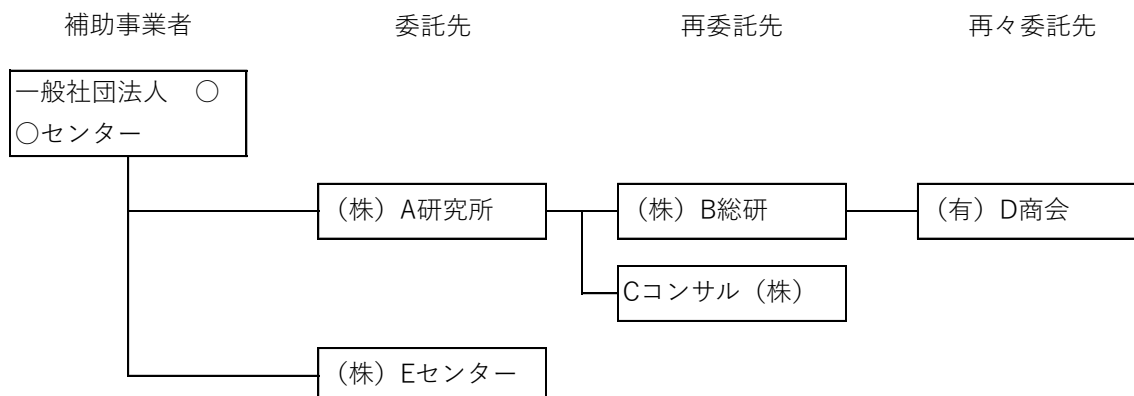 補助事業者 委託先 再委託先 再々委託先
一般社団法人　○
○センター
（株）A研究所 （株）B総研 （有）D商会
Cコンサル（株）
（株）Eセンター